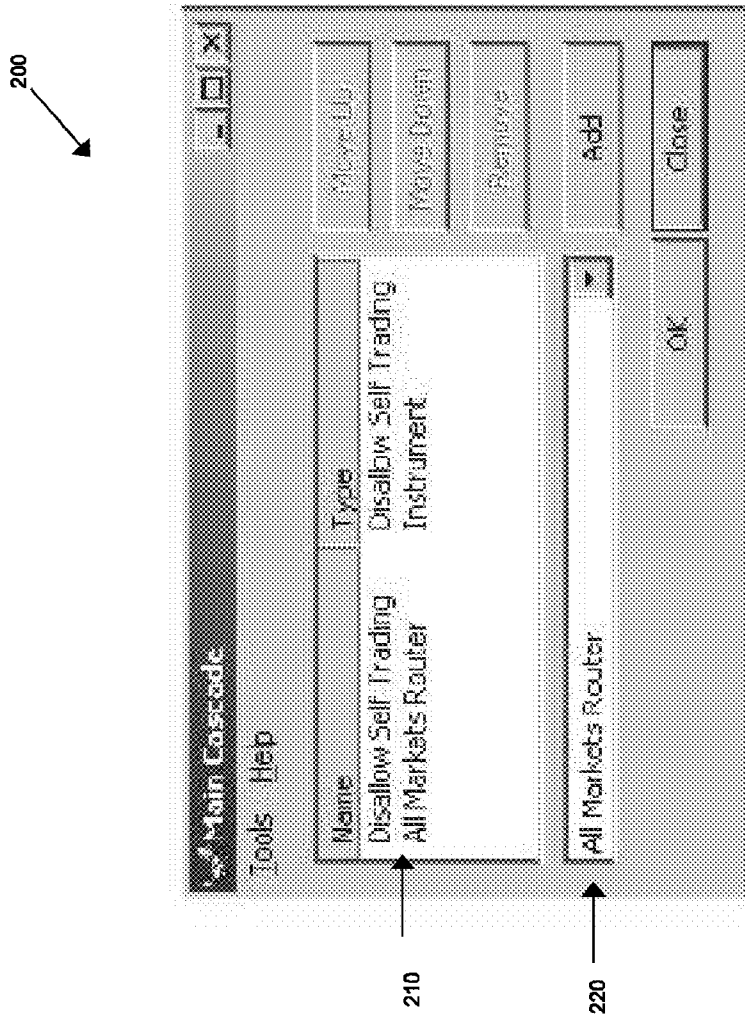 200
Main Cascade
Tools Help
Name Type
Disallow Self Trading Disallow Self Trading
All Markets Router Instrument
Move Up
Move Down
Remove
210
All Markets Router
Add
220
OK Close